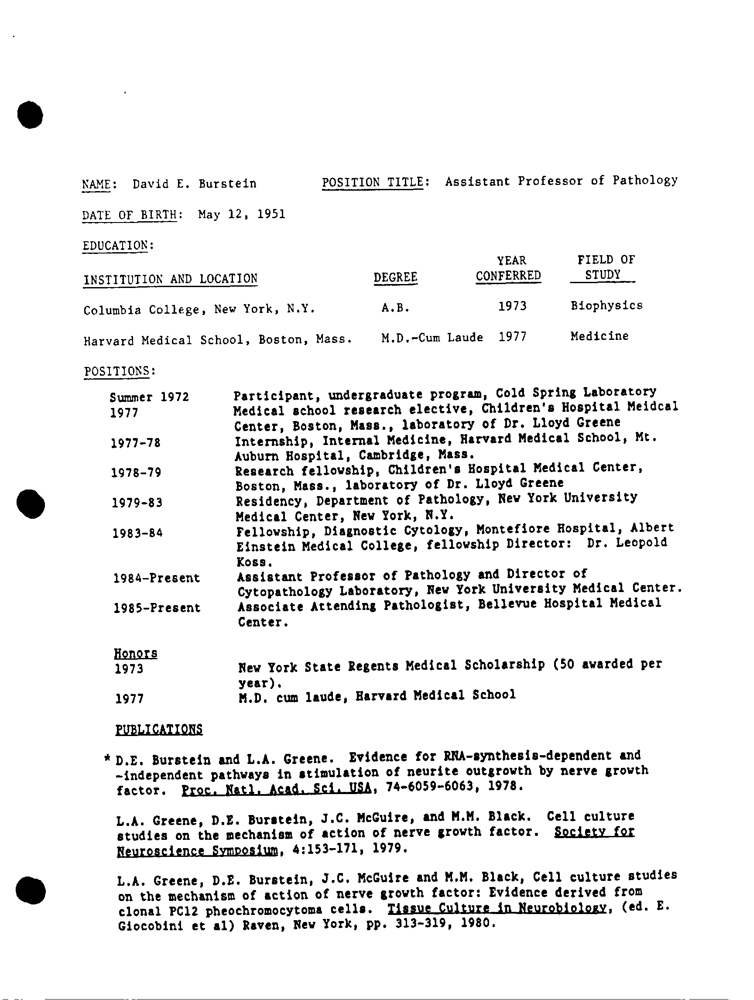 NAME: David E. Burstein POSITION TITLE: Assistant Professor of Pathology
DATE OF BIRTH: May 12, 1951
EDUCATION:
YEAR FIELD OF
INSTITUTION AND LOCATION DEGREE CONFERRED STUDY
Columbia College, New York, N.Y. A.B. 1973 Biophysics
Harvard Medical School, Boston, Mass. M.D.-Cum Laude 1977 Medicine
POSITIONS:
Summer 1972 Participant, undergraduate program, Cold Spring Laboratory
1977 Medical school research elective, Children's Hospital Meidcal
Center, Boston, Mass., laboratory of Dr. Lloyd Greene
1977-78 Internship, Internal Medicine, Harvard Medical School, Mt.
Auburn Hospital, Cambridge, Mass.
1978-79 Research fellowship, Children's Hospital Medical Center,
Boston, Mass., laboratory of Dr. Lloyd Greene
1979-83 Residency, Department of Pathology, New York University
Medical Center, New York, N.Y.
1983-84 Fellowship, Diagnostic Cytology, Montefiore Hospital, Albert
Einstein Medical College, fellowship Director: Dr. Leopold
Koss.
1984-Present Assistant Professor of Pathology and Director of
Cytopathology Laboratory, New York University Medical Center.
1985-Present Associate Attending Pathologist, Bellevue Hospital Medical
Center.
Honors
1973 New York State Regents Medical Scholarship (50 awarded per
year).
1977 M.D. cum laude, Harvard Medical School
PUBLICATIONS
* D.E. Burstein and L.A. Greene. Evidence for RNA-synthesis-dependent and
-independent pathways in stimulation of neurite outgrowth by nerve growth
factor. Proc. Natl. Acad. Sci. USA, 74-6059-6063, 1978.
L.A. Greene, D.E. Burstein, J.C. McGuire, and M.M. Black. Cell culture
studies on the mechanism of action of nerve growth factor. Society for
Neuroscience Symposium, 4:153-171, 1979.
L.A. Greene, D.E. Burstein, J.C. McGuire and M.M. Black, Cell culture studies
on the mechanism of action of nerve growth factor: Evidence derived from
clonal PC12 pheochromocytoma cells. Tissue Culture in Neurobiology, (ed. E.
Giocobini et al) Raven, New York, pp. 313-319, 1980.